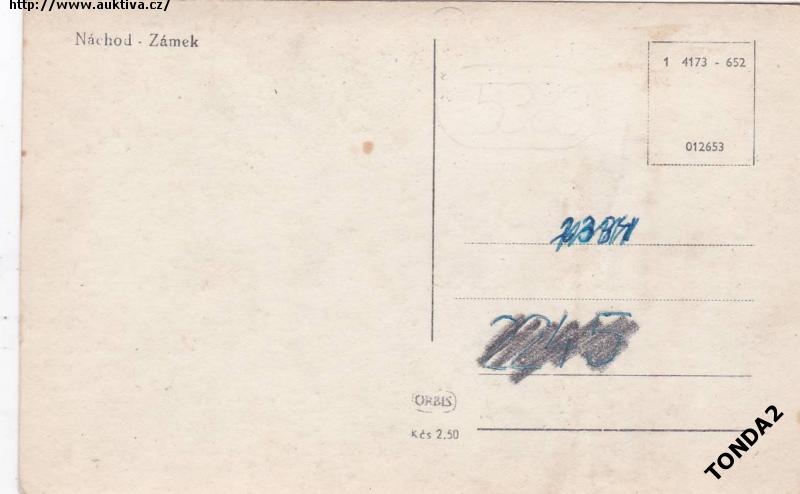 http://www.auktiva.cz/
Náchod - Zámek
1 4173 - 652
012653
ORBIS
Kčs 2,50
TONDA2